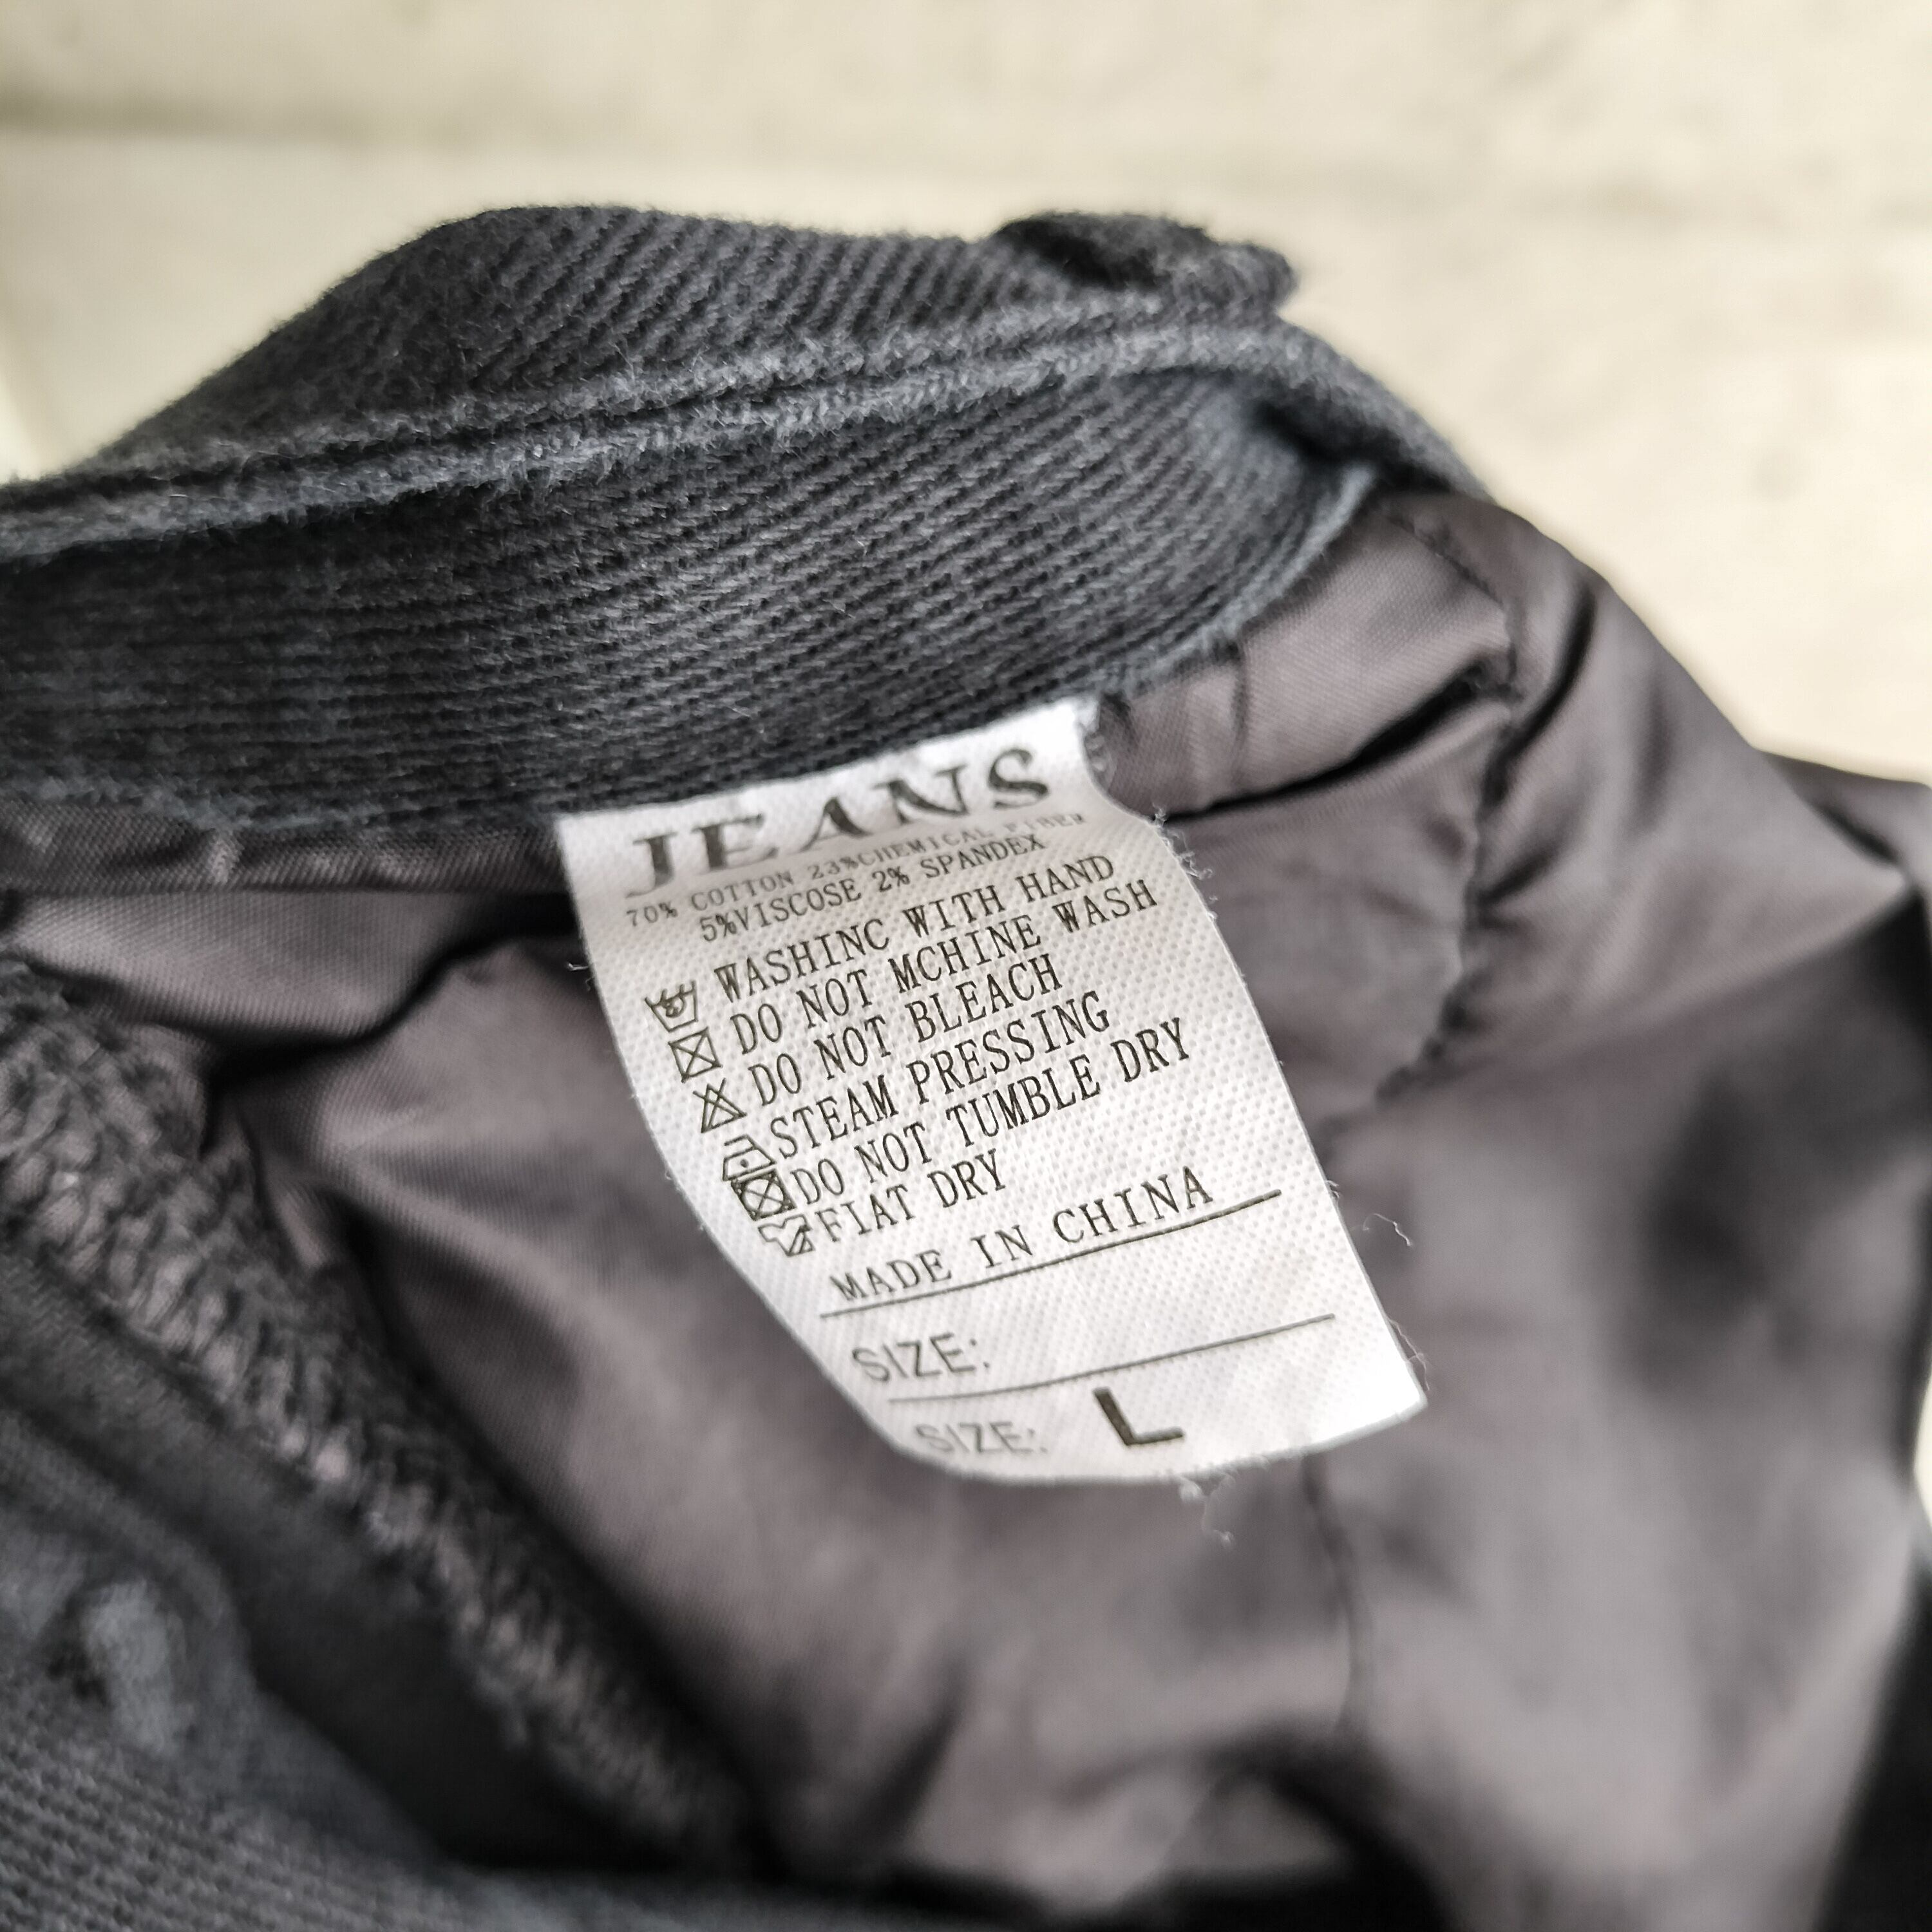 JEANS
70% COTTON 23%CHEMICAL FIBER
5%VISCOSE 2% SPANDEX
WASHINC WITH HAND
DO NOT MCHINE WASH
DO NOT BLEACH
STEAM PRESSING
DO NOT TUMBLE DRY
FIAT DRY
MADE IN CHINA
SIZE:
SIZE: L